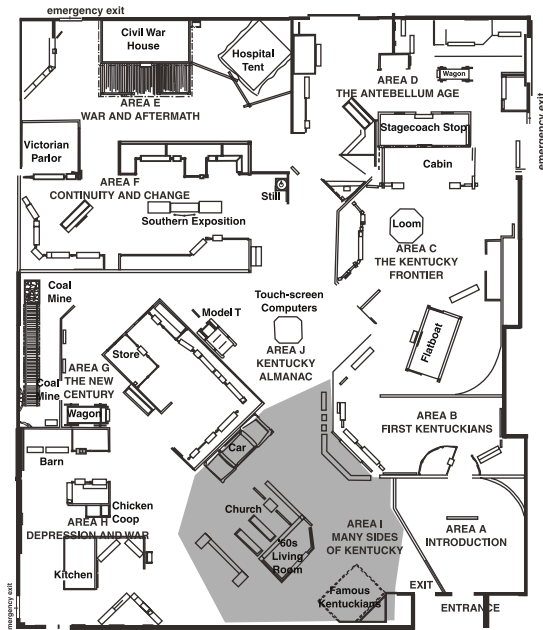 emergency exit
Civil War
House
Hospital
Tent
AREA D
THE ANTEBELLUM AGE
Wagon
AREA E
WAR AND AFTERMATH
Stagecoach Stop
emergency exit
Victorian
Parlor
Cabin
AREA F
CONTINUITY AND CHANGE
Still
Southern Exposition
Loom
AREA C
THE KENTUCKY
FRONTIER
Coal
Mine
Touch-screen
Computers
Model T
Flatboat
Store
AREA J
KENTUCKY
ALMANAC
AREA G
THE NEW
CENTURY
Coal
Mine
Wagon
AREA B
FIRST KENTUCKIANS
Car
Barn
Chicken
Coop
AREA H
DEPRESSION AND WAR
Church
'60s
Living
Room
AREA I
MANY SIDES
OF KENTUCKY
AREA A
INTRODUCTION
Kitchen
Famous
Kentuckians
EXIT
ENTRANCE
emergency exit